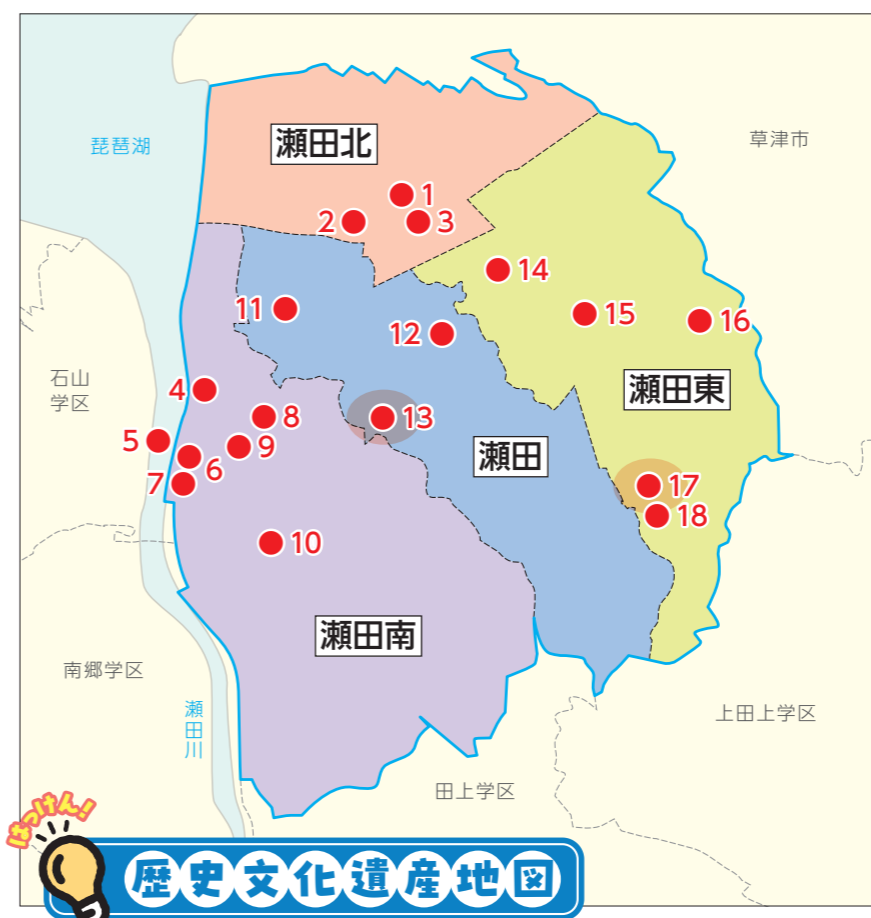 琵琶湖
瀬田北
草津市
1
2
3
14
11
15
16
12
石山
学区
4
瀬田東
8
13
5
9
瀬田
6
7
17
18
10
瀬田南
南郷学区
瀬田川
上田上学区
田上学区
はっけん!
歴史文化遺産地図